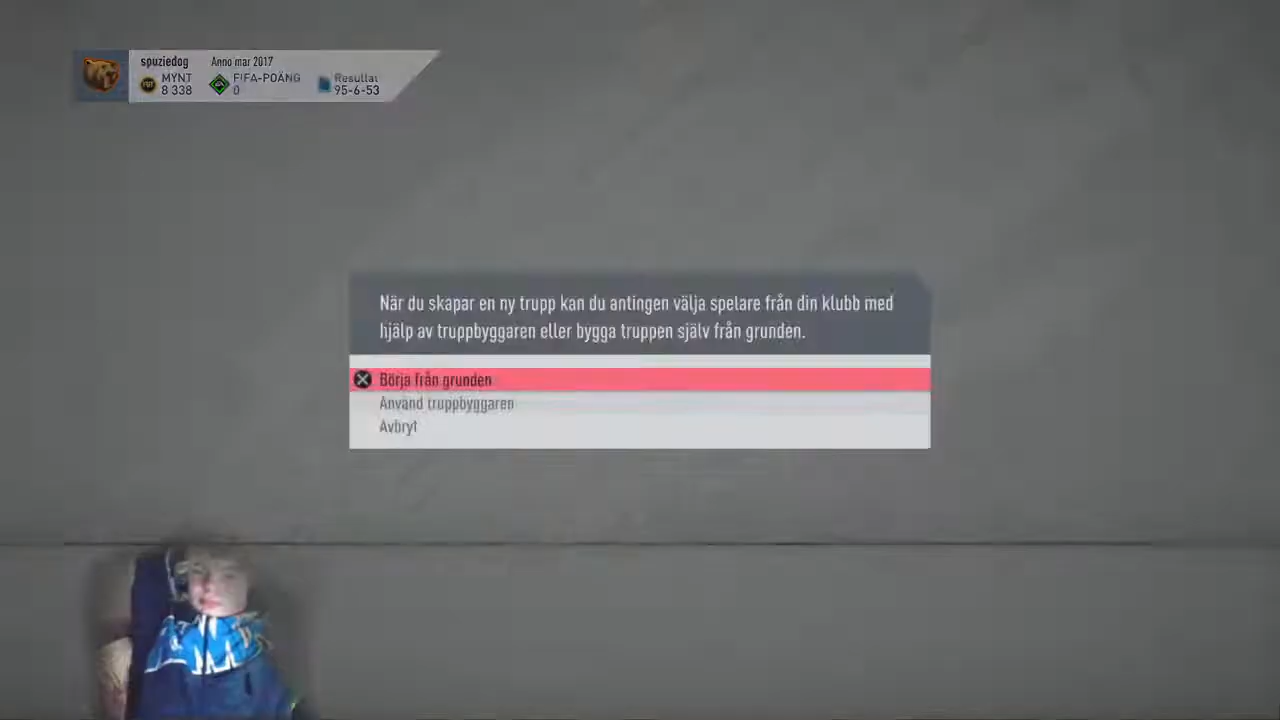 spuziedog Anno mar 2017
MYNT FIFA-POÄNG Resultat
8 338 0 95-6-53
När du skapar en ny trupp kan du antingen välja spelare från din klubb med
hjälp av truppbyggaren eller bygga truppen själv från grunden.
Börja från grunden
Använd truppbyggaren
Avbryt